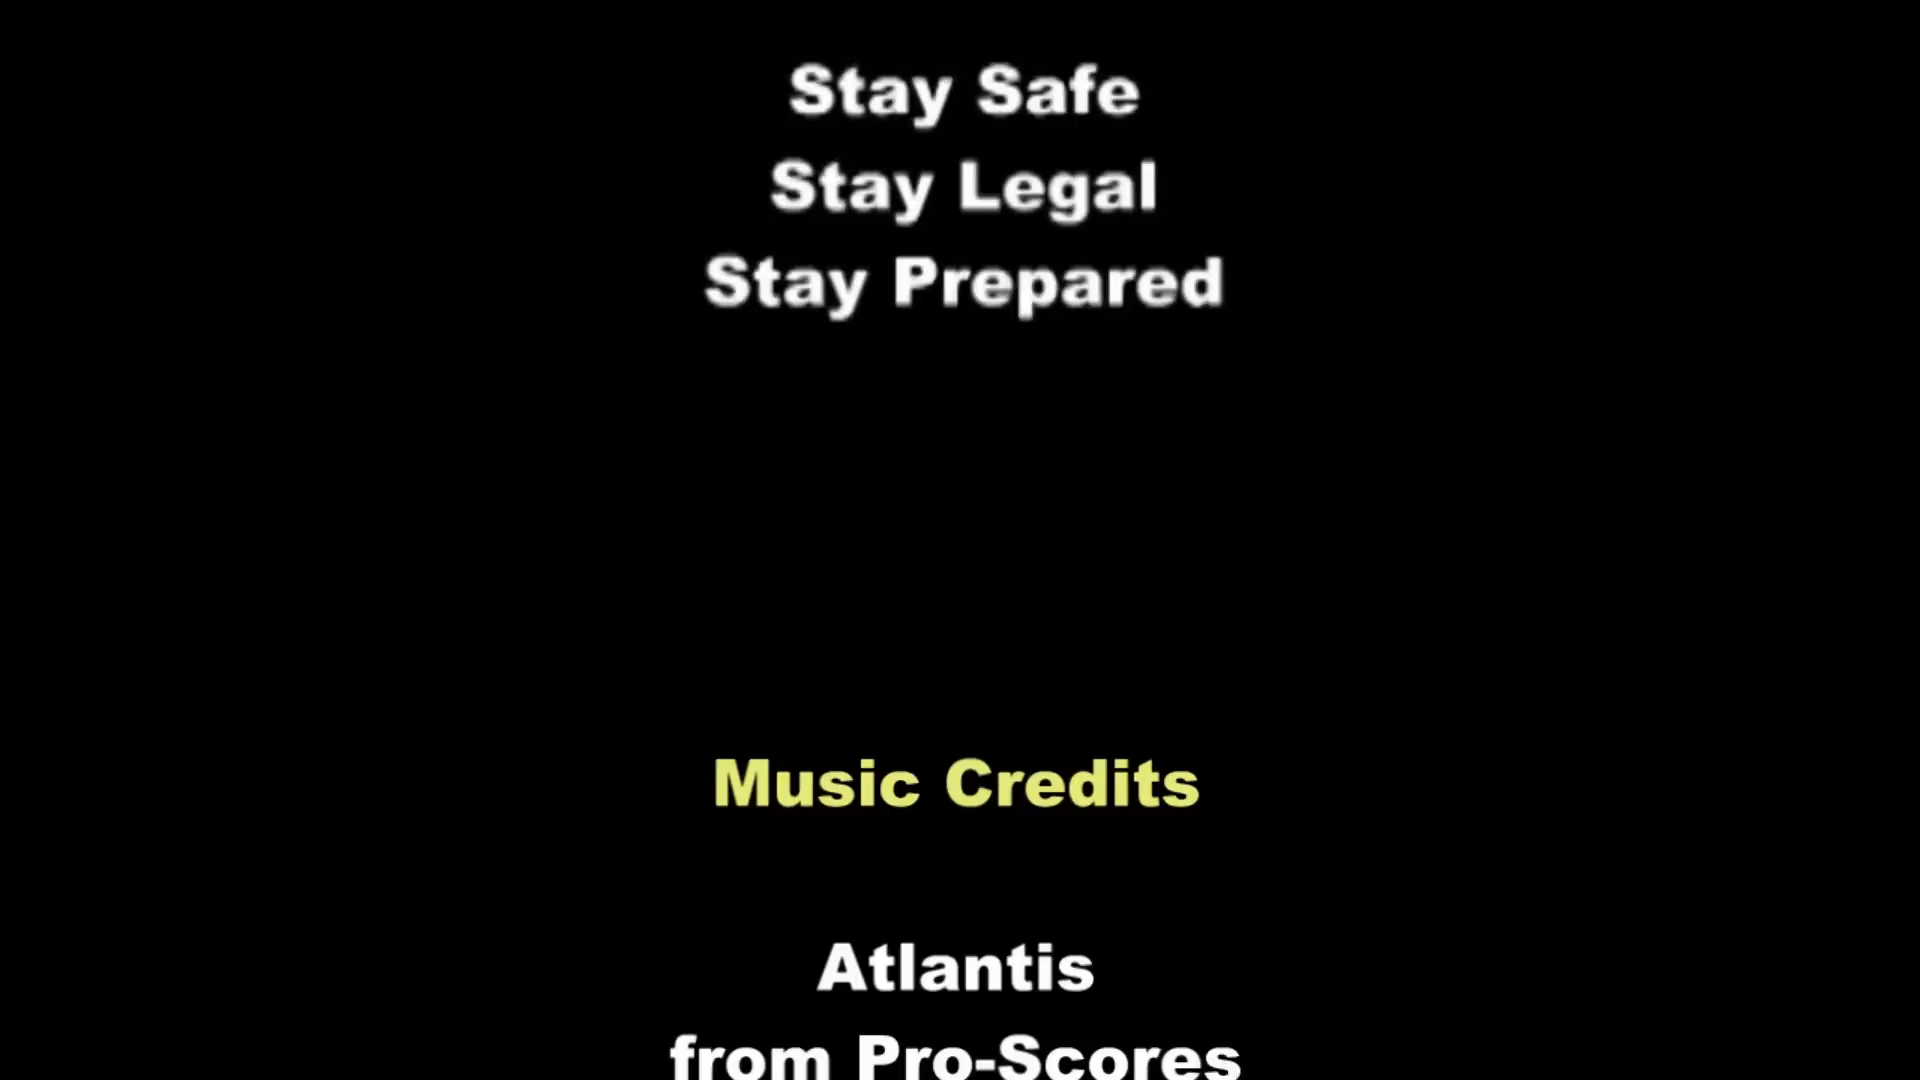 Stay Safe
Stay Legal
Stay Prepared
Music Credits
Atlantis
from Pro-Scores